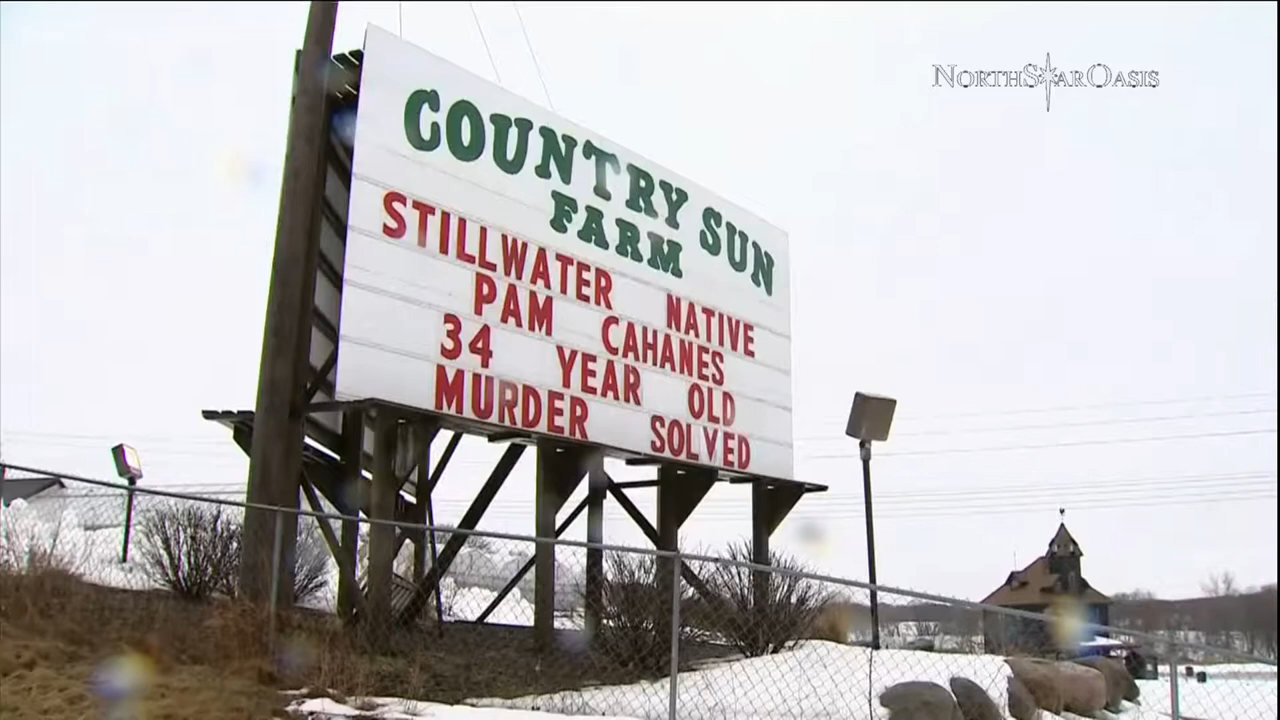 NORTHSTAROASIS
COUNTRY SUN
FARM
STILLWATER NATIVE
PAM CAHANES
34 YEAR OLD
MURDER SOLVED